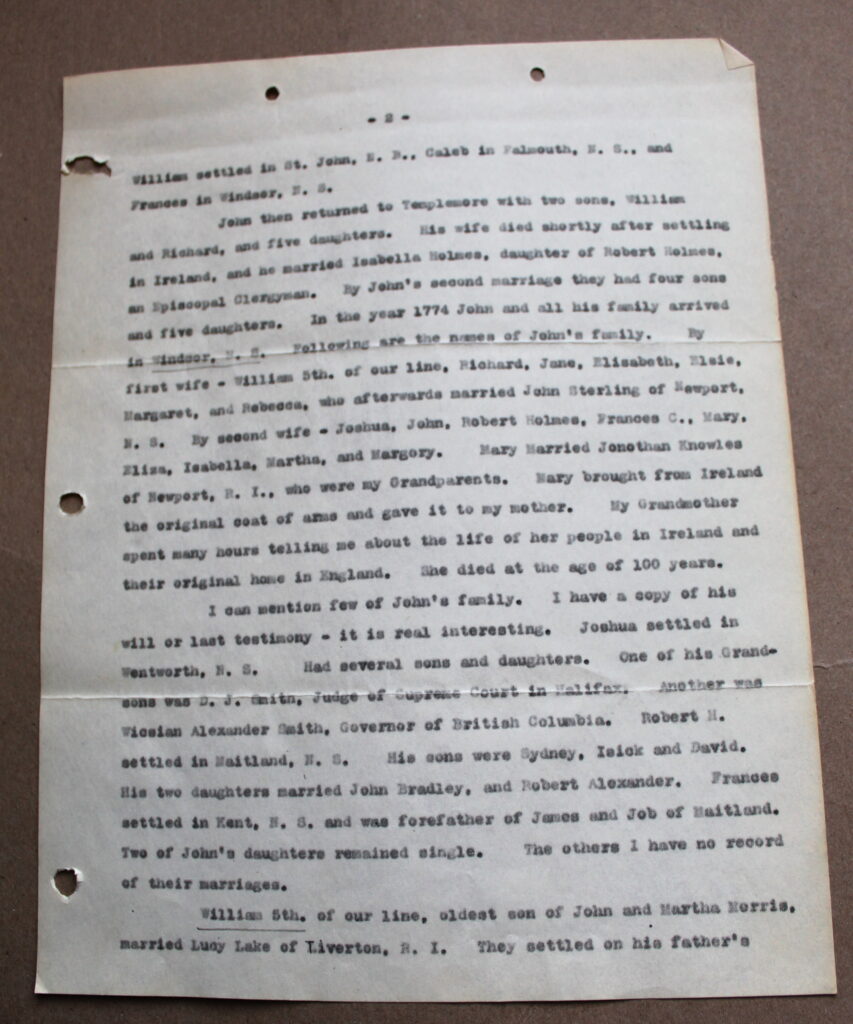 - 2 -
William settled in St. John, N. B., Caleb in Falmouth, N. S., and
Frances in Windsor, N. S.
John then returned to Templemore with two sons, William
and Richard, and five daughters. His wife died shortly after settling
in Ireland, and he married Isabella Holmes, daughter of Robert Holmes,
an Episcopal Clergyman. By John's second marriage they had four sons
and five daughters. In the year 1774 John and all his family arrived
in Windsor, N. S. Following are the names of John's family. By
first wife - William 5th. of our line, Richard, Jane, Elisabeth, Elsie,
Margaret, and Rebecca, who afterwards married John Sterling of Newport,
N. S. By second wife - Joshua, John, Robert Holmes, Frances C., Mary,
Eliza, Isabella, Martha, and Margory. Mary Married Jonothan Knowles
of Newport, R. I., who were my Grandparents. Mary brought from Ireland
the original coat of arms and gave it to my mother. My Grandmother
spent many hours telling me about the life of her people in Ireland and
their original home in England. She died at the age of 100 years.
I can mention few of John's family. I have a copy of his
will or last testimony - it is real interesting. Joshua settled in
Wentworth, N. S. Had several sons and daughters. One of his Grand-
sons was D. J. Smith, Judge of Supreme Court in Halifax. Another was
Wicsian Alexander Smith, Governor of British Columbia. Robert H.
settled in Maitland, N. S. His sons were Sydney, Isick and David.
His two daughters married John Bradley, and Robert Alexander. Frances
settled in Kent, N. S. and was forefather of James and Job of Maitland.
Two of John's daughters remained single. The others I have no record
of their marriages.
William 5th. of our line, oldest son of John and Martha Morris,
married Lucy Lake of Liverton, R. I. They settled on his father's